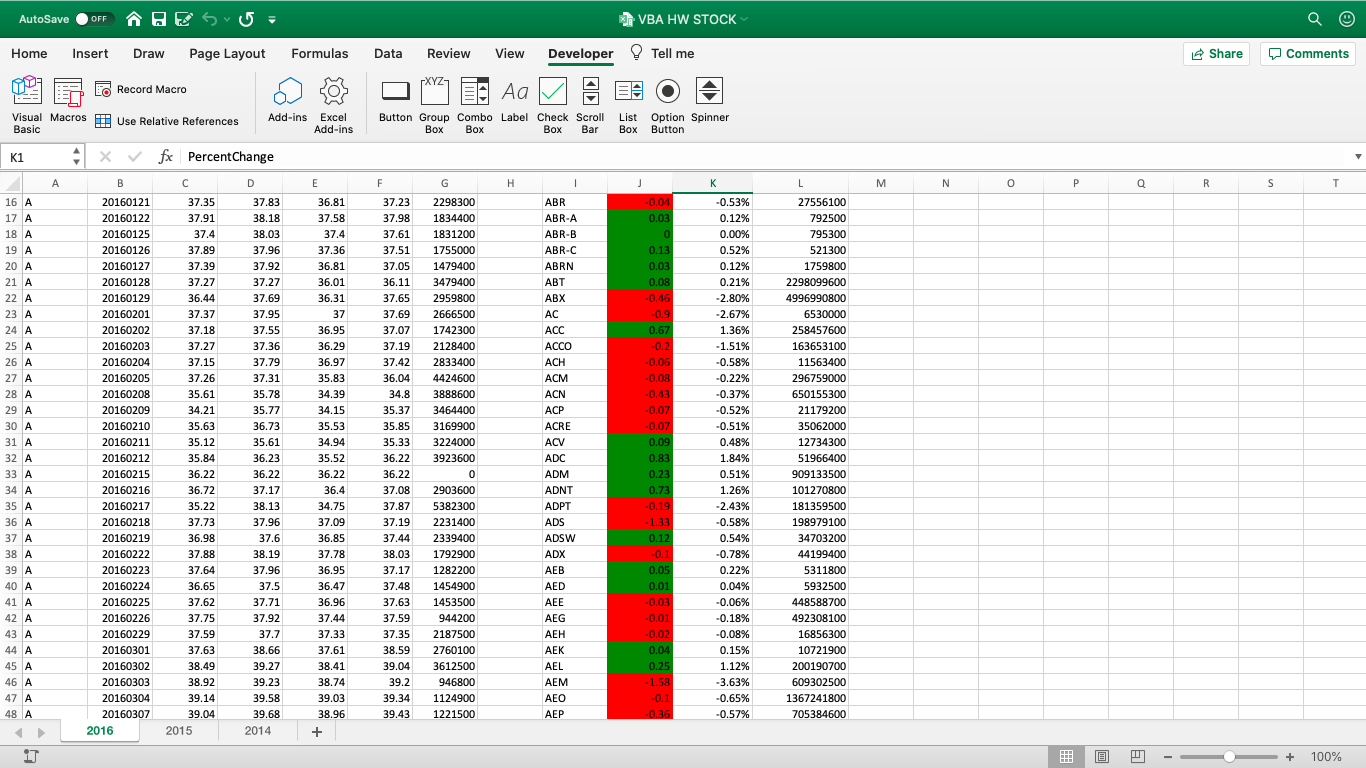 AutoSave OFF VBA HW STOCK
Home Insert Draw Page Layout Formulas Data Review View Developer Tell me Share Comments
Visual Basic Macros Record Macro Use Relative References Add-ins Excel Add-ins Button Group Box Combo Box Label Check Box Scroll Bar List Box Option Button Spinner
XYZ Aa
K1 fx PercentChange
A B C D E F G H I J K L M N O P Q R S T
16 A 20160121 37.35 37.83 36.81 37.23 2298300 ABR -0.04 -0.53% 27556100
17 A 20160122 37.91 38.18 37.58 37.98 1834400 ABR-A 0.03 0.12% 792500
18 A 20160125 37.4 38.03 37.4 37.61 1831200 ABR-B 0 0.00% 795300
19 A 20160126 37.89 37.96 37.36 37.51 1755000 ABR-C 0.13 0.52% 521300
20 A 20160127 37.39 37.92 36.81 37.05 1479400 ABRN 0.03 0.12% 1759800
21 A 20160128 37.27 37.27 36.01 36.11 3479400 ABT 0.08 0.21% 2298099600
22 A 20160129 36.44 37.69 36.31 37.65 2959800 ABX -0.46 -2.80% 4996990800
23 A 20160201 37.37 37.95 37 37.69 2666500 AC -0.9 -2.67% 6530000
24 A 20160202 37.18 37.55 36.95 37.07 1742300 ACC 0.67 1.36% 258457600
25 A 20160203 37.27 37.36 36.29 37.19 2128400 ACCO -0.2 -1.51% 163653100
26 A 20160204 37.15 37.79 36.97 37.42 2833400 ACH -0.06 -0.58% 11563400
27 A 20160205 37.26 37.31 35.83 36.04 4424600 ACM -0.08 -0.22% 296759000
28 A 20160208 35.61 35.78 34.39 34.8 3888600 ACN -0.43 -0.37% 650155300
29 A 20160209 34.21 35.77 34.15 35.37 3464400 ACP -0.07 -0.52% 21179200
30 A 20160210 35.63 36.73 35.53 35.85 3169900 ACRE -0.07 -0.51% 35062000
31 A 20160211 35.12 35.61 34.94 35.33 3224000 ACV 0.09 0.48% 12734300
32 A 20160212 35.84 36.23 35.52 36.22 3923600 ADC 0.83 1.84% 51966400
33 A 20160215 36.22 36.22 36.22 36.22 0 ADM 0.23 0.51% 909133500
34 A 20160216 36.72 37.17 36.4 37.08 2903600 ADNT 0.73 1.26% 101270800
35 A 20160217 35.22 38.13 34.75 37.87 5382300 ADPT -0.19 -2.43% 181359500
36 A 20160218 37.73 37.96 37.09 37.19 2231400 ADS -1.33 -0.58% 198979100
37 A 20160219 36.98 37.6 36.85 37.44 2339400 ADSW 0.12 0.54% 34703200
38 A 20160222 37.88 38.19 37.78 38.03 1792900 ADX -0.1 -0.78% 44199400
39 A 20160223 37.64 37.96 36.95 37.17 1282200 AEB 0.05 0.22% 5311800
40 A 20160224 36.65 37.5 36.47 37.48 1454900 AED 0.01 0.04% 5932500
41 A 20160225 37.62 37.71 36.96 37.63 1453500 AEE -0.03 -0.06% 448588700
42 A 20160226 37.75 37.92 37.44 37.59 944200 AEG -0.01 -0.18% 492308100
43 A 20160229 37.59 37.7 37.33 37.35 2187500 AEH -0.02 -0.08% 16856300
44 A 20160301 37.63 38.66 37.61 38.59 2760100 AEK 0.04 0.15% 10721900
45 A 20160302 38.49 39.27 38.41 39.04 3612500 AEL 0.25 1.12% 200190700
46 A 20160303 38.92 39.23 38.74 39.2 946800 AEM -1.58 -3.63% 609302500
47 A 20160304 39.14 39.58 39.03 39.34 1124900 AEO -0.1 -0.65% 1367241800
48 A 20160307 39.04 39.68 38.96 39.43 1221500 AEP -0.36 -0.57% 705384600
2016 2015 2014 +
100%